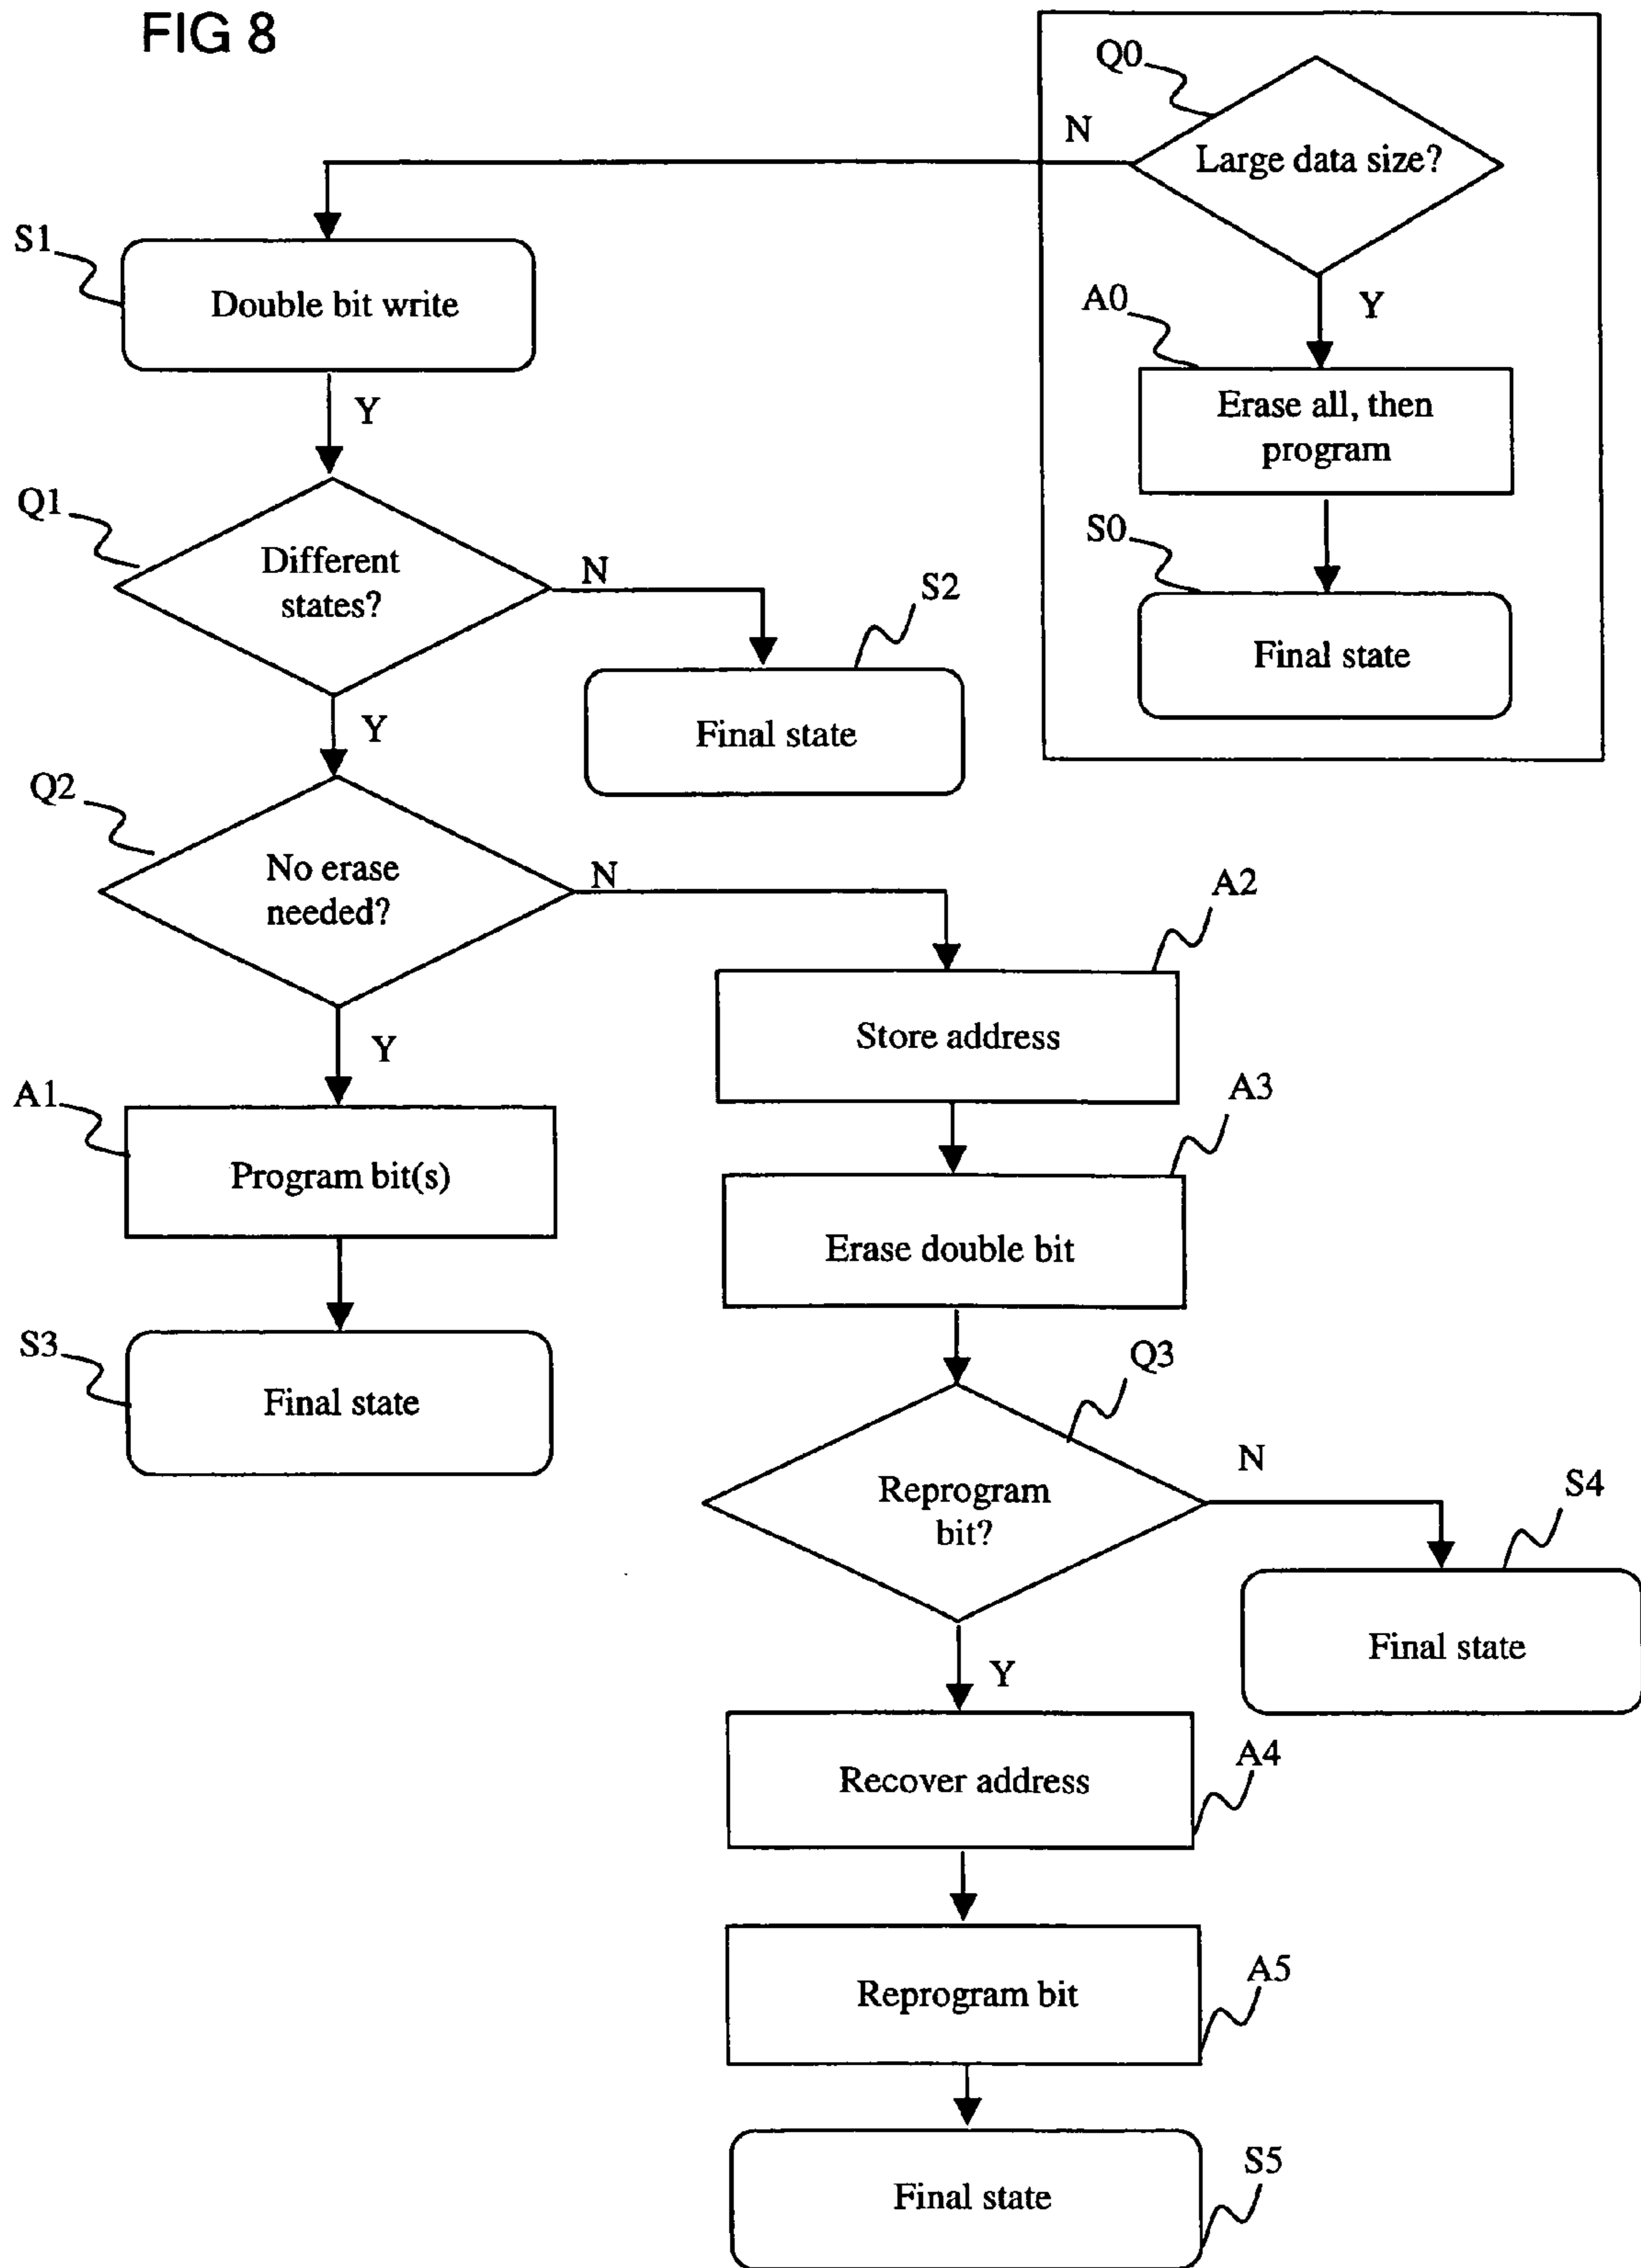 FIG 8
Q0
N
Large data size?
S1
Double bit write
A0
Y
Erase all, then
program
Y
Q1
Different
states?
N
S2
S0
Final state
Final state
Y
Q2
No erase
needed?
N
A2
Store address
Y
A1
A3
Program bit(s)
Erase double bit
S3
Final state
Q3
N
Reprogram
bit?
S4
Final state
Y
Recover address
A4
Reprogram bit
A5
Final state
S5